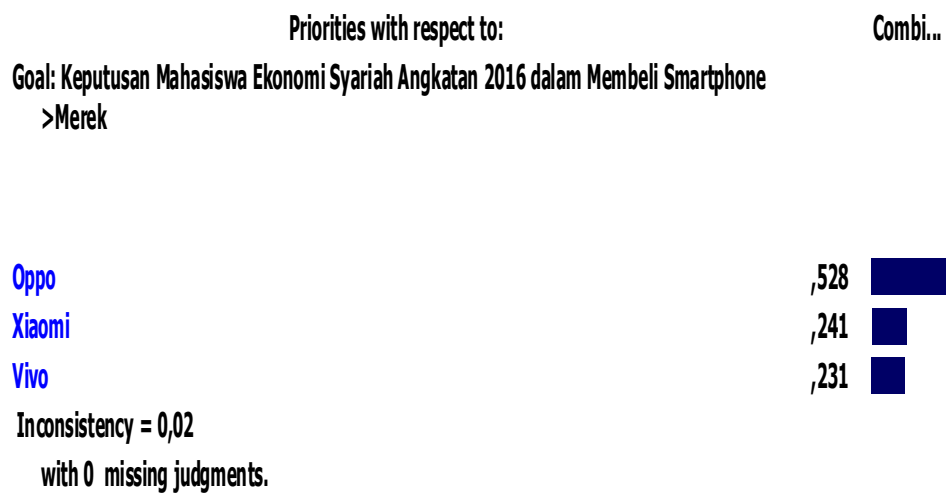 Priorities with respect to: Combi...
Goal: Keputusan Mahasiswa Ekonomi Syariah Angkatan 2016 dalam Membeli Smartphone
>Merek
Oppo ,528
Xiaomi ,241
Vivo ,231
Inconsistency = 0,02
with 0 missing judgments.